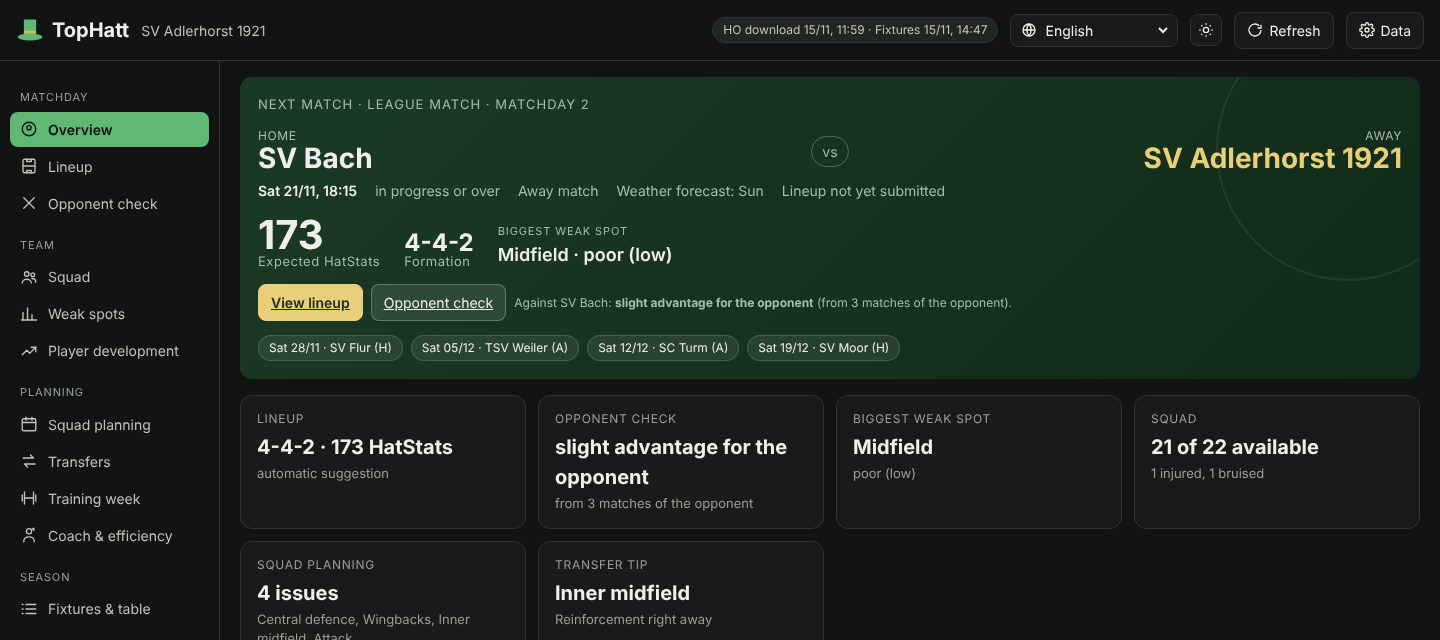 TopHatt SV Adlerhorst 1921
HO download 15/11, 11:59 · Fixtures 15/11, 14:47
English
Refresh
Data
MATCHDAY
Overview
Lineup
Opponent check
TEAM
Squad
Weak spots
Player development
PLANNING
Squad planning
Transfers
Training week
Coach & efficiency
SEASON
Fixtures & table
NEXT MATCH · LEAGUE MATCH · MATCHDAY 2
HOME
SV Bach
vs
AWAY
SV Adlerhorst 1921
Sat 21/11, 18:15 in progress or over Away match Weather forecast: Sun Lineup not yet submitted
173
Expected HatStats
4-4-2
Formation
BIGGEST WEAK SPOT
Midfield · poor (low)
View lineup
Opponent check
Against SV Bach: slight advantage for the opponent (from 3 matches of the opponent).
Sat 28/11 · SV Flur (H)
Sat 05/12 · TSV Weiler (A)
Sat 12/12 · SC Turm (A)
Sat 19/12 · SV Moor (H)
LINEUP
4-4-2 · 173 HatStats
automatic suggestion
OPPONENT CHECK
slight advantage for the
opponent
from 3 matches of the opponent
BIGGEST WEAK SPOT
Midfield
poor (low)
SQUAD
21 of 22 available
1 injured, 1 bruised
SQUAD PLANNING
4 issues
Central defence, Wingbacks, Inner
midfield, Attack
TRANSFER TIP
Inner midfield
Reinforcement right away